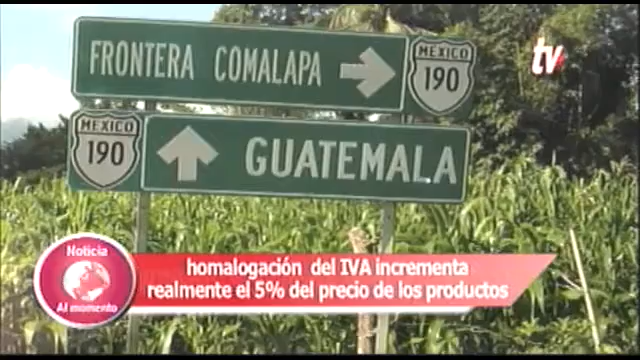 FRONTERA COMALAPA
MEXICO
190
MEXICO
190
GUATEMALA
tv
Noticia
Al momento
homalogación del IVA incrementa
realmente el 5% del precio de los productos